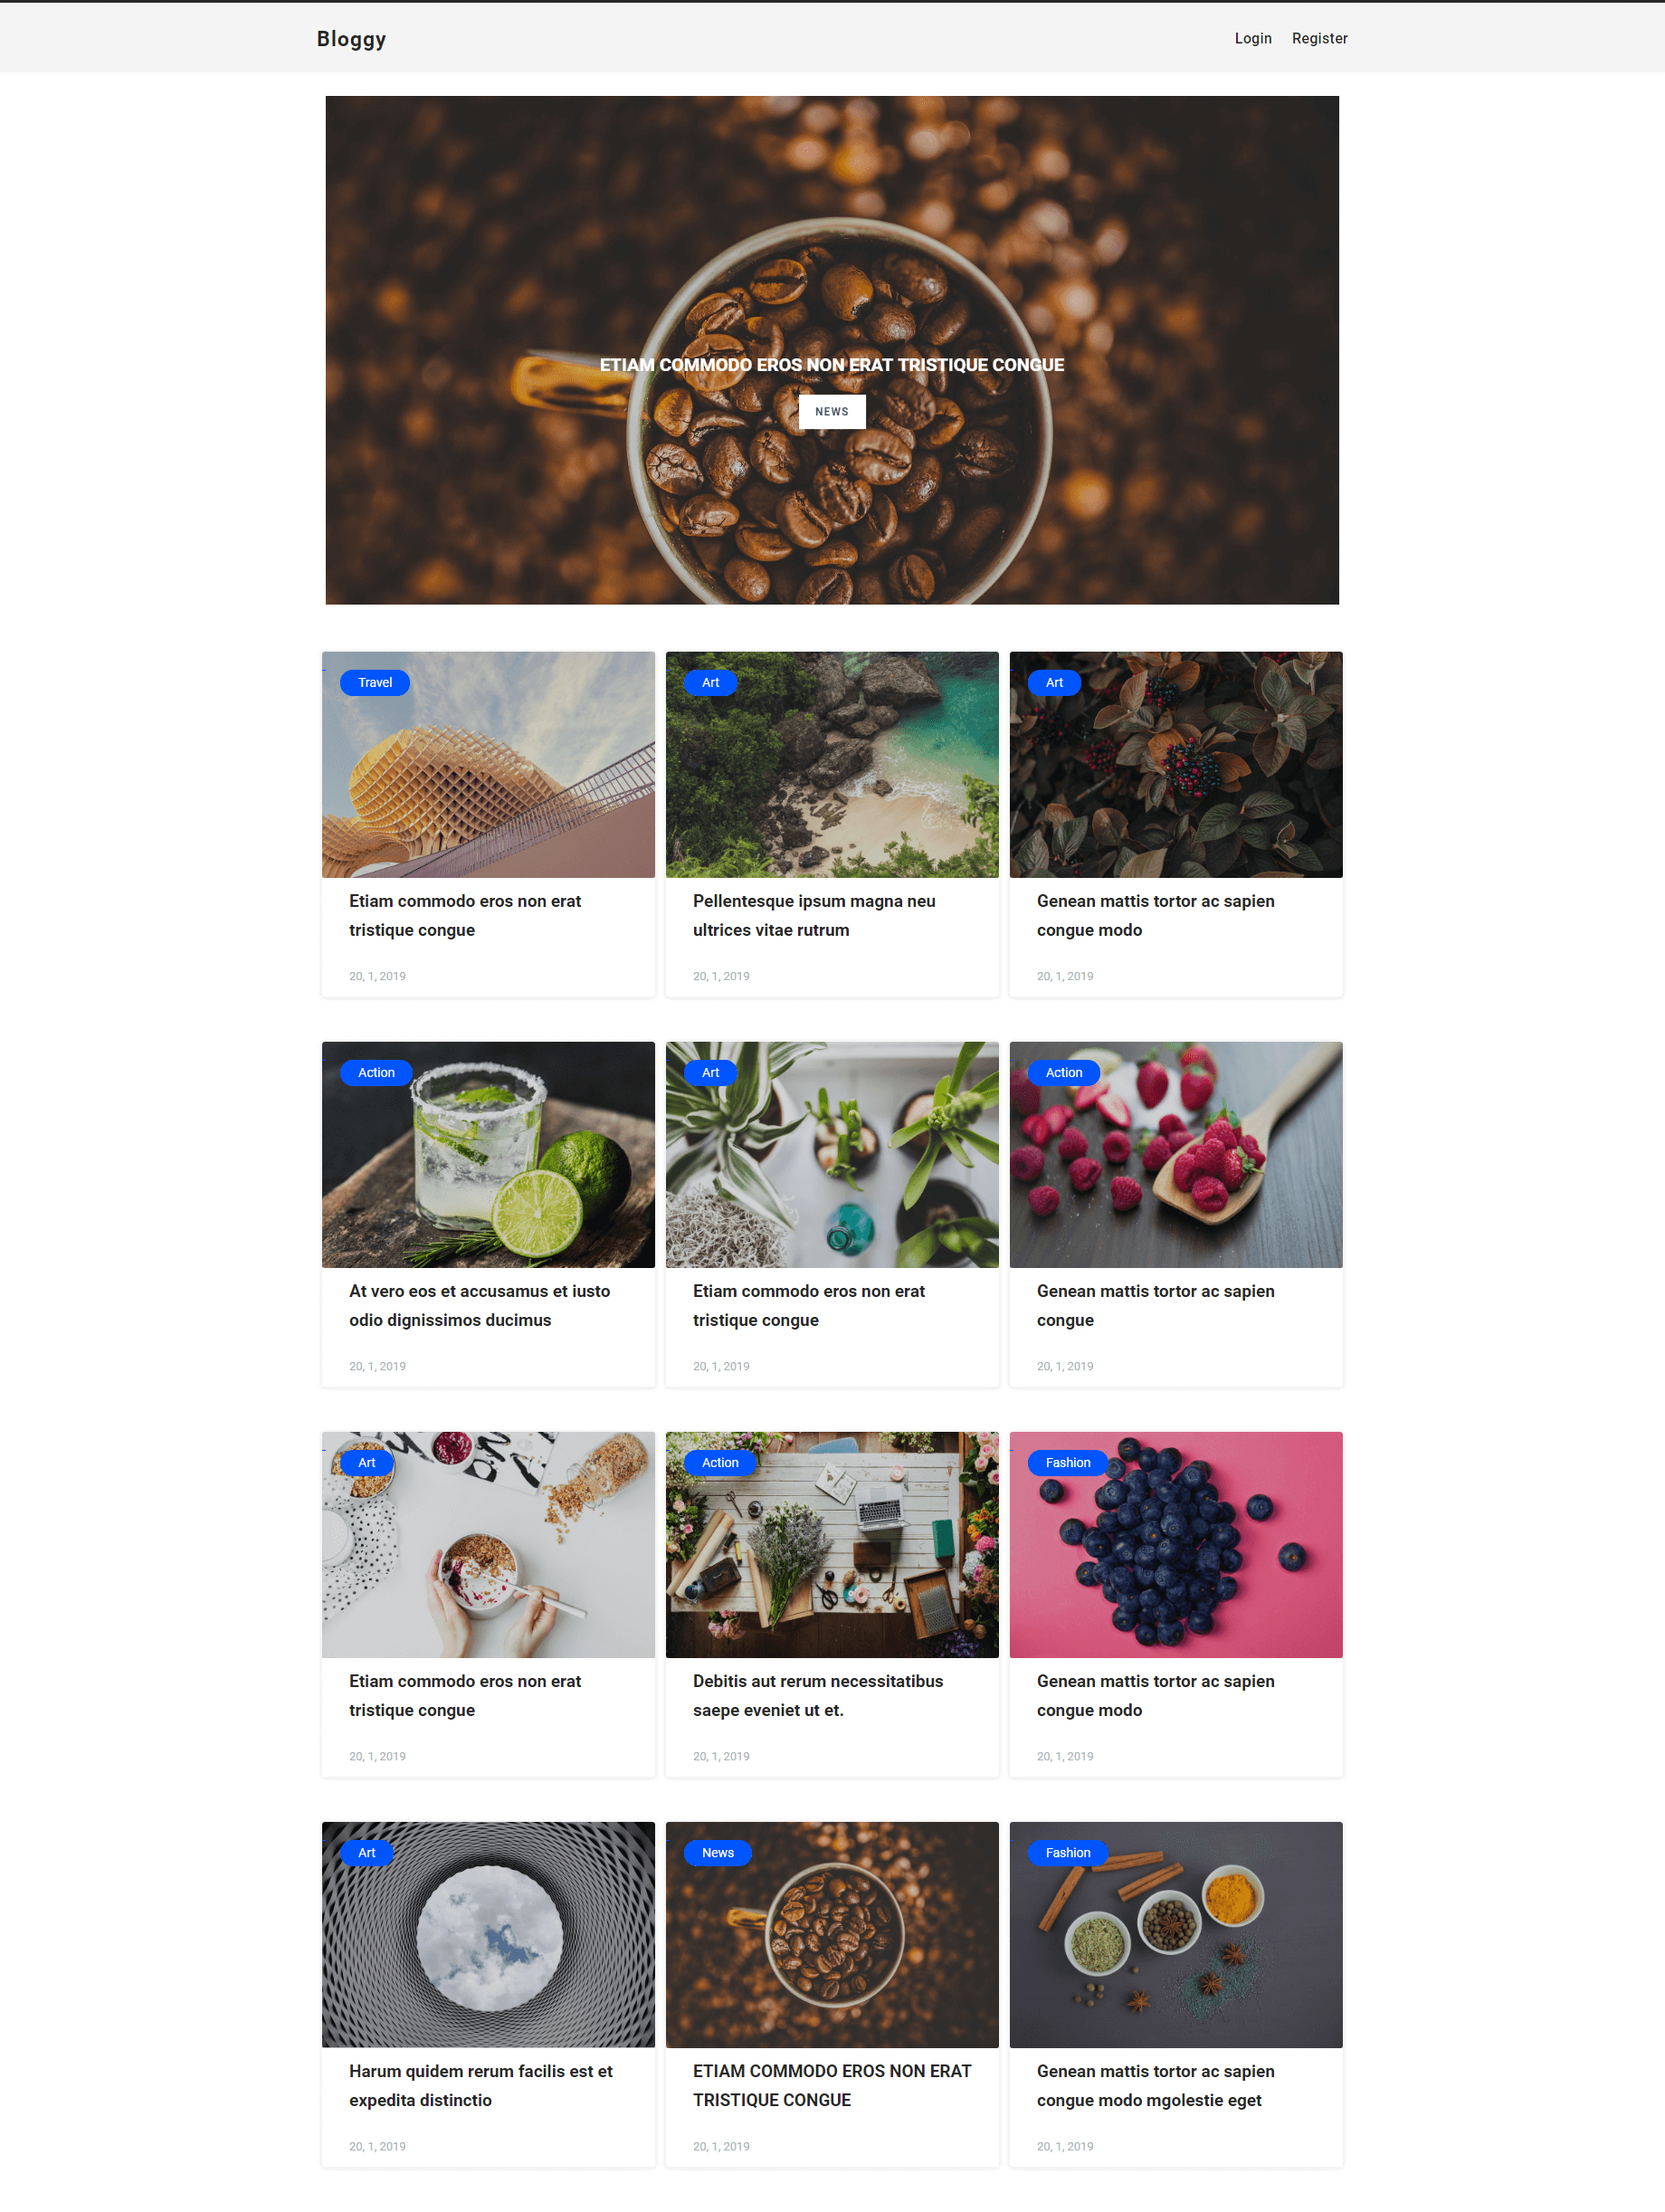 Bloggy
Login
Register
ETIAM COMMODO EROS NON ERAT TRISTIQUE CONGUE
NEWS
Travel
Etiam commodo eros non erat
tristique congue
20, 1, 2019
Art
Pellentesque ipsum magna neu
ultrices vitae rutrum
20, 1, 2019
Art
Genean mattis tortor ac sapien
congue modo
20, 1, 2019
Action
At vero eos et accusamus et iusto
odio dignissimos ducimus
20, 1, 2019
Art
Etiam commodo eros non erat
tristique congue
20, 1, 2019
Action
Genean mattis tortor ac sapien
congue
20, 1, 2019
Art
Etiam commodo eros non erat
tristique congue
20, 1, 2019
Action
Debitis aut rerum necessitatibus
saepe eveniet ut et.
20, 1, 2019
Fashion
Genean mattis tortor ac sapien
congue modo
20, 1, 2019
Art
Harum quidem rerum facilis est et
expedita distinctio
20, 1, 2019
News
ETIAM COMMODO EROS NON ERAT
TRISTIQUE CONGUE
20, 1, 2019
Fashion
Genean mattis tortor ac sapien
congue modo mgolestie eget
20, 1, 2019